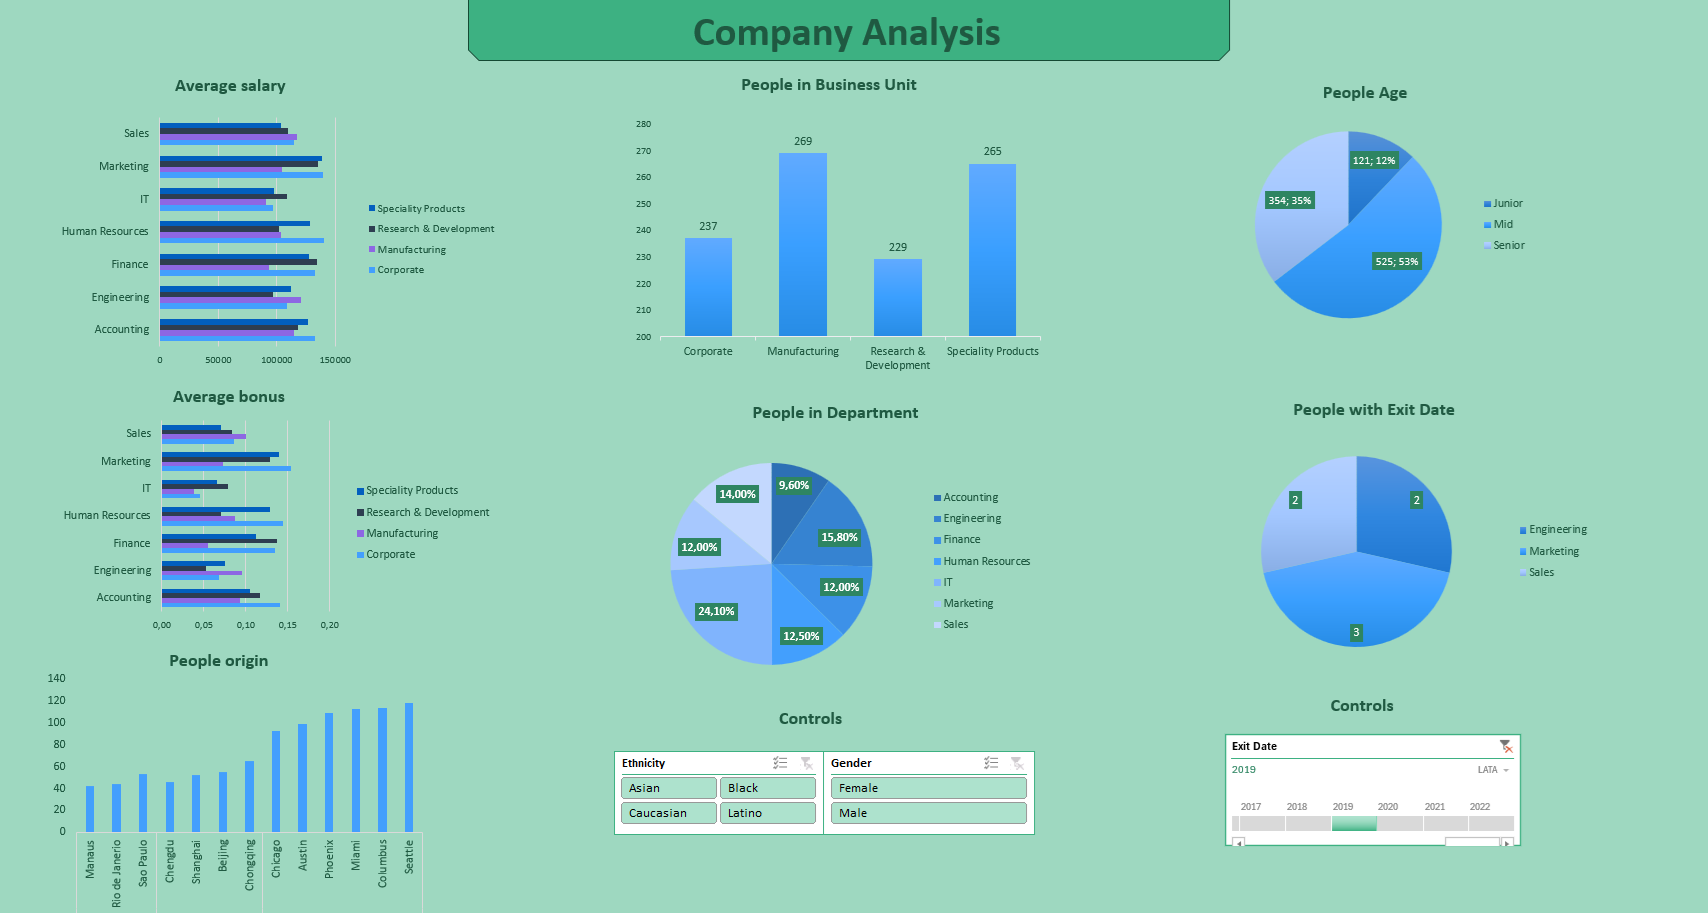 Company Analysis
Average salary
Sales
Marketing
IT
Human Resources
Finance
Engineering
Accounting
0 50000 100000 150000
Speciality Products
Research & Development
Manufacturing
Corporate
People in Business Unit
280
270
260
250
240
230
220
210
200
237
269
229
265
Corporate
Manufacturing
Research &
Development
Speciality Products
People Age
121; 12%
354; 35%
525; 53%
Junior
Mid
Senior
Average bonus
Sales
Marketing
IT
Human Resources
Finance
Engineering
Accounting
0,00 0,05 0,10 0,15 0,20
Speciality Products
Research & Development
Manufacturing
Corporate
People in Department
14,00%
9,60%
15,80%
12,00%
12,00%
24,10%
12,50%
Accounting
Engineering
Finance
Human Resources
IT
Marketing
Sales
People with Exit Date
2
2
3
Engineering
Marketing
Sales
People origin
140
120
100
80
60
40
20
0
Manaus
Rio de Janerio
Sao Paulo
Chengdu
Shanghai
Beijing
Chongqing
Chicago
Austin
Phoenix
Miami
Columbus
Seattle
Controls
Ethnicity
Asian
Black
Caucasian
Latino
Gender
Female
Male
Controls
Exit Date
2019
LATA
2017 2018 2019 2020 2021 2022